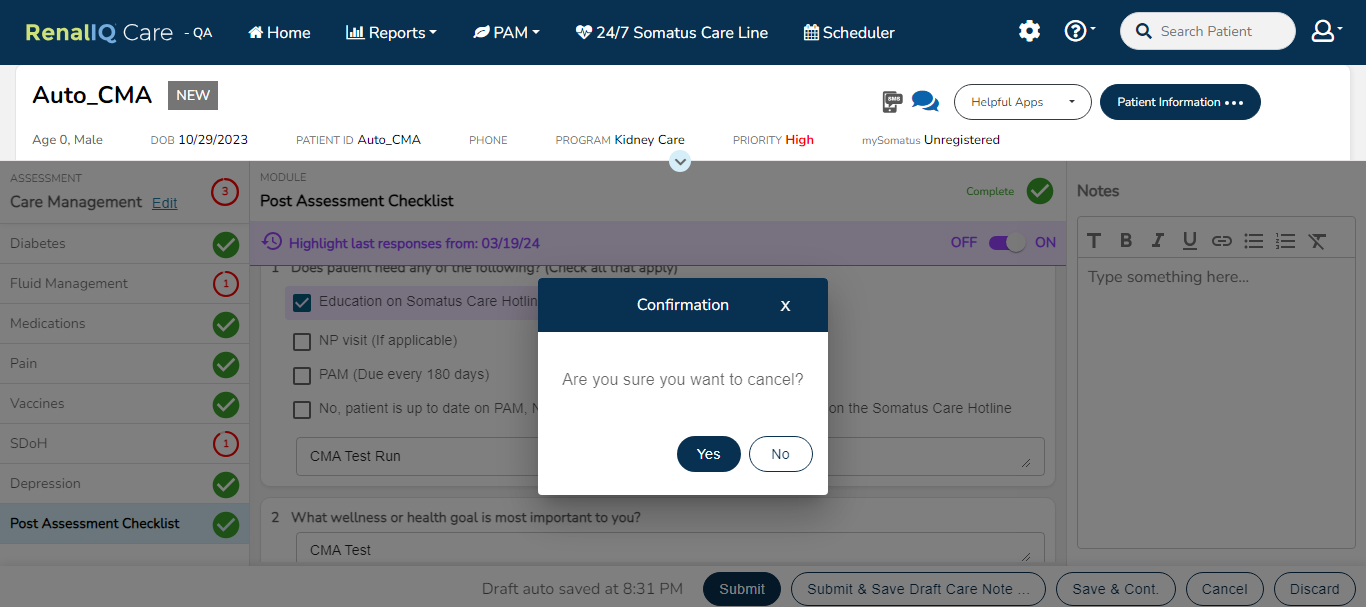 RenalIQ Care - QA Home Reports PAM 24/7 Somatus Care Line Scheduler Search Patient
Auto_CMA NEW SMS Helpful Apps Patient Information
Age 0, Male DOB 10/29/2023 PATIENT ID Auto_CMA PHONE PROGRAM Kidney Care PRIORITY High mySomatus Unregistered
ASSESSMENT
Care Management Edit 3
Diabetes
Fluid Management 1
Medications
Pain
Vaccines
SDoH 1
Depression
Post Assessment Checklist
MODULE
Post Assessment Checklist
Complete
Highlight last responses from: 03/19/24 OFF ON
1 Does patient need any of the following? (Check all that apply)
Education on Somatus Care Hotlin
NP visit (If applicable)
PAM (Due every 180 days)
No, patient is up to date on PAM, N on the Somatus Care Hotline
CMA Test Run
2 What wellness or health goal is most important to you?
CMA Test
Confirmation X
Are you sure you want to cancel?
Yes No
Notes
T B I U
Type something here...
Draft auto saved at 8:31 PM Submit Submit & Save Draft Care Note ... Save & Cont. Cancel Discard